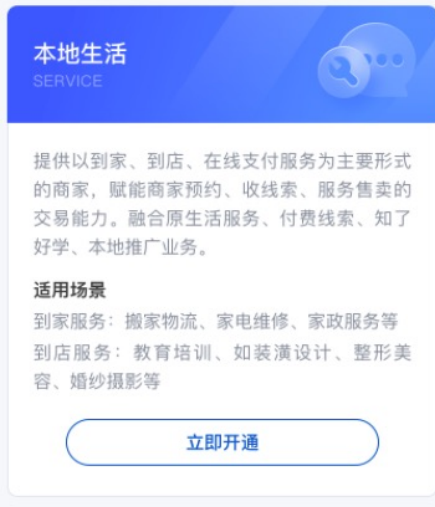 本地生活
SERVICE
提供以到家、到店、在线支付服务为主要形式
的商家，赋能商家预约、收线索、服务售卖的
交易能力。融合原生活服务、付费线索、知了
好学、本地推广业务。
适用场景
到家服务：搬家物流、家电维修、家政服务等
到店服务：教育培训、如装潢设计、整形美
容、婚纱摄影等
立即开通